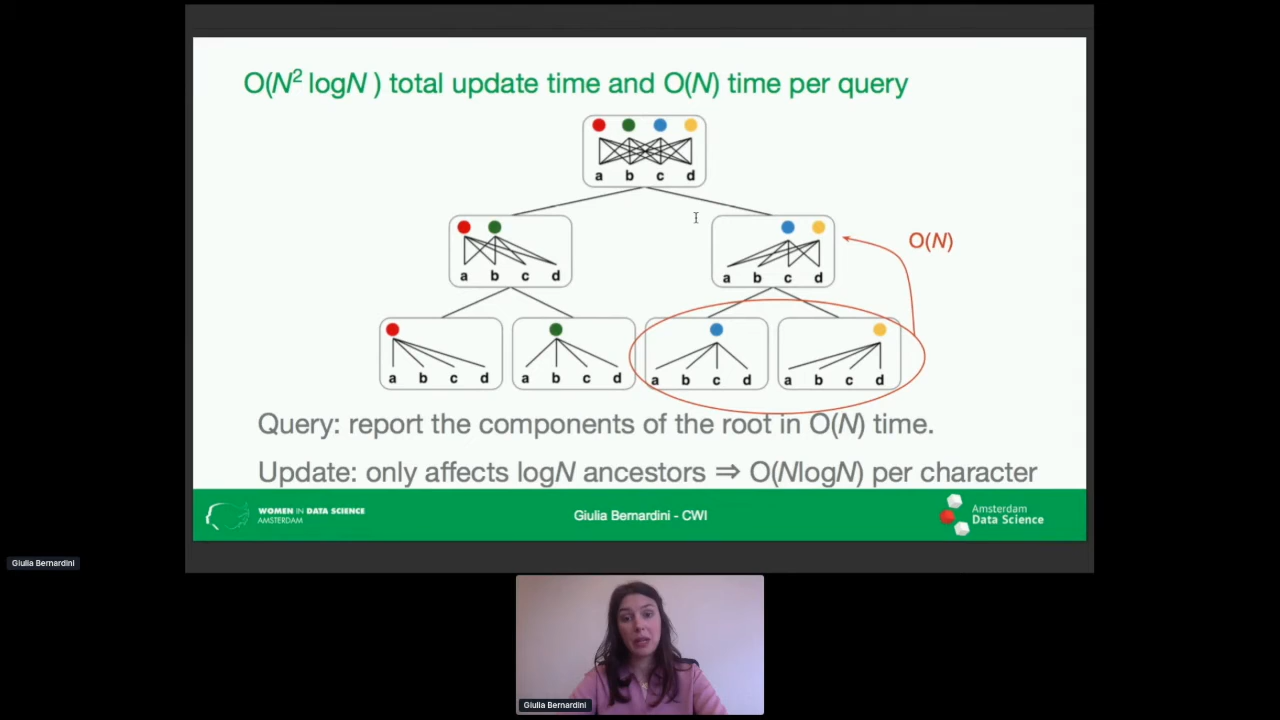 O(N² logN ) total update time and O(N) time per query
a b c d
O(N)
a b c d
a b c d
a b c d
a b c d
a b c d
a b c d
Query: report the components of the root in O(N) time.
Update: only affects logN ancestors ⇒ O(NlogN) per character
WOMEN IN DATA SCIENCE
AMSTERDAM
Giulia Bernardini - CWI
Amsterdam
Data Science
Giulia Bernardini
Giulia Bernardini